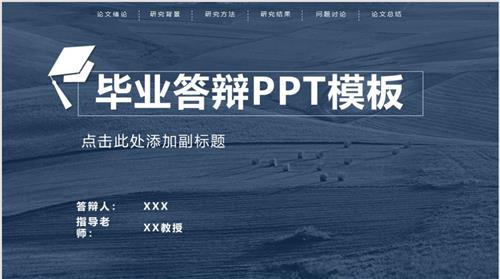 论文绪论 研究背景 研究方法 研究结果 问题讨论 论文总结
毕业答辩PPT模板
点击此处添加副标题
答辩人： XXX
指导老
师： XX教授